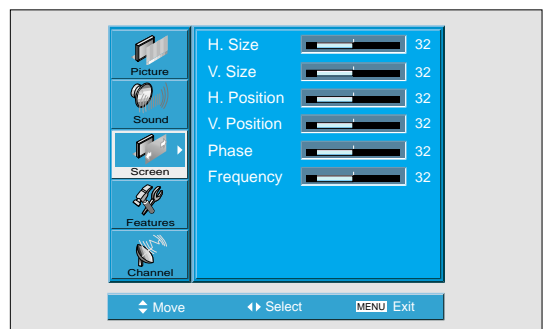 Picture
Sound
Screen
Features
Channel
H. Size 32
V. Size 32
H. Position 32
V. Position 32
Phase 32
Frequency 32
Move Select MENU Exit